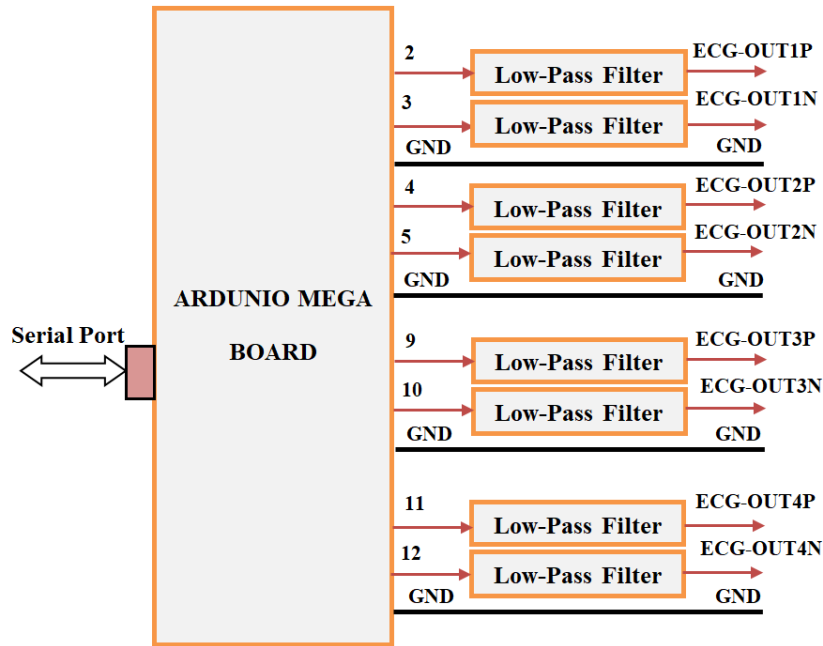 2
Low-Pass Filter
ECG-OUT1P
3
Low-Pass Filter
ECG-OUT1N
GND
GND
4
Low-Pass Filter
ECG-OUT2P
5
Low-Pass Filter
ECG-OUT2N
GND
GND
ARDUNIO MEGA
BOARD
Serial Port
9
Low-Pass Filter
ECG-OUT3P
10
Low-Pass Filter
ECG-OUT3N
GND
GND
11
Low-Pass Filter
ECG-OUT4P
12
Low-Pass Filter
ECG-OUT4N
GND
GND